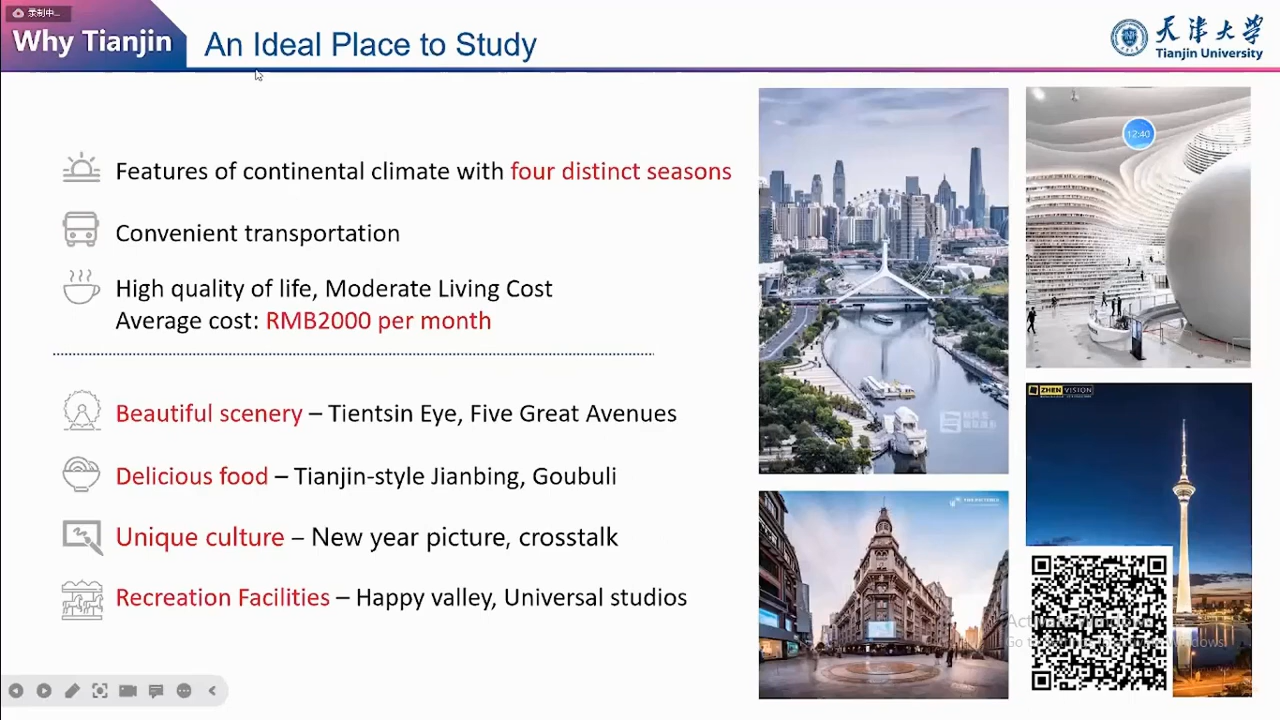 录制中...
Why Tianjin
An Ideal Place to Study
天津大学
Tianjin University
Features of continental climate with four distinct seasons
Convenient transportation
High quality of life, Moderate Living Cost
Average cost: RMB2000 per month
Beautiful scenery – Tientsin Eye, Five Great Avenues
Delicious food – Tianjin-style Jianbing, Goubuli
Unique culture – New year picture, crosstalk
Recreation Facilities – Happy valley, Universal studios
12:40
ZHEN VISION